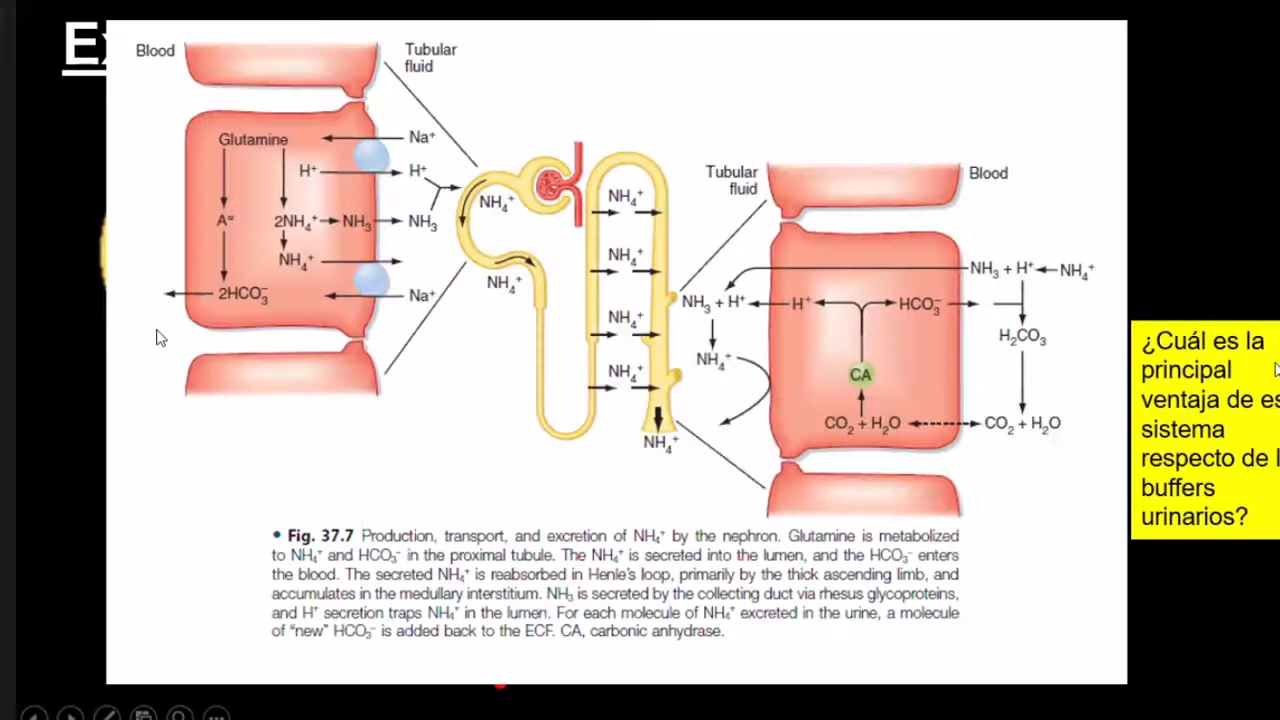 Blood
Tubular
fluid
Glutamine
Na⁺
H⁺
H⁺
A⁼
2NH₄⁺
NH₃
NH₃
NH₄⁺
2HCO₃⁻
Na⁺
NH₄⁺
NH₄⁺
NH₄⁺
NH₄⁺
NH₄⁺
NH₄⁺
NH₄⁺
Tubular
fluid
Blood
NH₃ + H⁺
NH₄⁺
NH₃ + H⁺
H⁺
HCO₃⁻
H₂CO₃
NH₄⁺
CA
CO₂ + H₂O
CO₂ + H₂O
• Fig. 37.7 Production, transport, and excretion of NH₄⁺ by the nephron. Glutamine is metabolized
to NH₄⁺ and HCO₃⁻ in the proximal tubule. The NH₄⁺ is secreted into the lumen, and the HCO₃⁻ enters
the blood. The secreted NH₄⁺ is reabsorbed in Henle's loop, primarily by the thick ascending limb, and
accumulates in the medullary interstitium. NH₃ is secreted by the collecting duct via rhesus glycoproteins,
and H⁺ secretion traps NH₄⁺ in the lumen. For each molecule of NH₄⁺ excreted in the urine, a molecule
of “new” HCO₃⁻ is added back to the ECF. CA, carbonic anhydrase.
¿Cuál es la
principal
ventaja de
sistema
respecto de
buffers
urinarios?